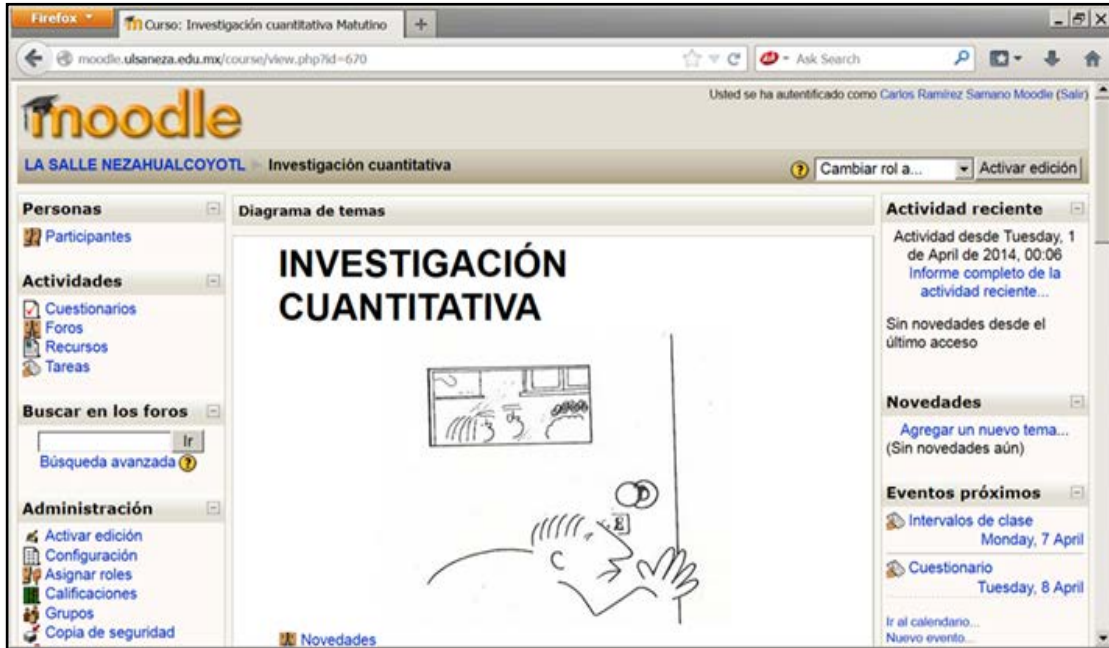 Firefox
Curso: Investigación cuantitativa Matutino
moodle.ulsaneza.edu.mx/course/view.php?id=670
Ask Search
moodle
Usted se ha autentificado como Carlos Ramírez Samano Moodle (Salir)
LA SALLE NEZAHUALCOYOTL
Investigación cuantitativa
Cambiar rol a...
Activar edición
Personas
Participantes
Actividades
Cuestionarios
Foros
Recursos
Tareas
Buscar en los foros
Ir
Búsqueda avanzada
Administración
Activar edición
Configuración
Asignar roles
Calificaciones
Grupos
Copia de seguridad
Diagrama de temas
INVESTIGACIÓN
CUANTITATIVA
E
Novedades
Actividad reciente
Actividad desde Tuesday, 1
de April de 2014, 00:06
Informe completo de la
actividad reciente...
Sin novedades desde el
último acceso
Novedades
Agregar un nuevo tema...
(Sin novedades aún)
Eventos próximos
Intervalos de clase
Monday, 7 April
Cuestionario
Tuesday, 8 April
Ir al calendario...
Nuevo evento...